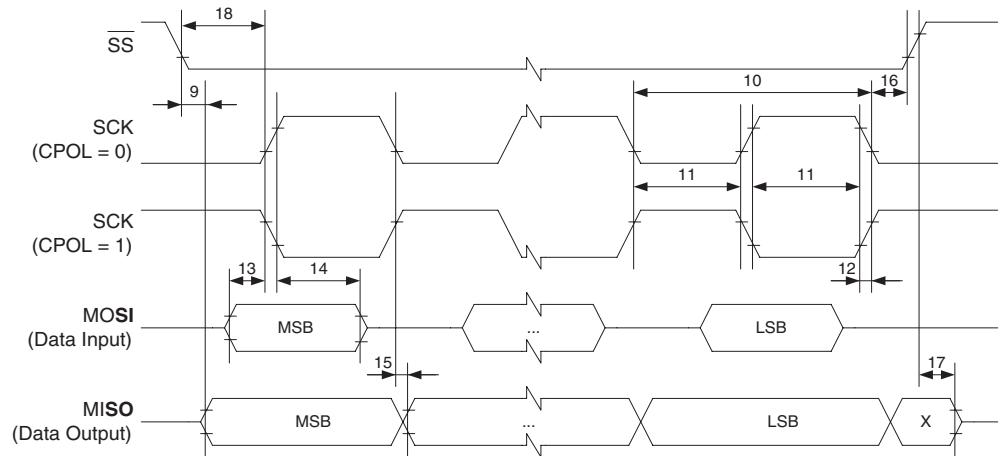 18
SS
10
9
16
SCK
(CPOL = 0)
11
11
SCK
(CPOL = 1)
12
13
14
MOSI
(Data Input)
MSB
...
LSB
15
17
MISO
(Data Output)
MSB
...
LSB
X